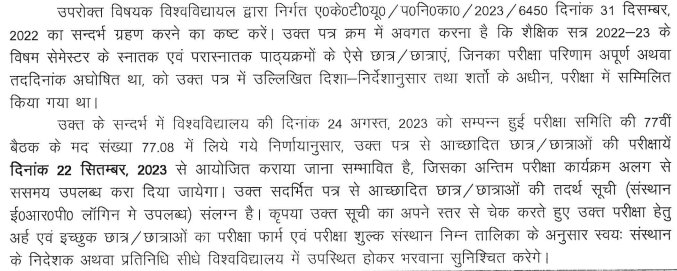 उपरोक्त विषयक विश्वविद्यायल द्वारा निर्गत ए०के०टी०यू०/प०नि०का०/2023/6450 दिनांक 31 दिसम्बर,
2022 का सन्दर्भ ग्रहण करने का कष्ट करें। उक्त पत्र क्रम में अवगत करना है कि शैक्षिक सत्र 2022–23 के
विषम सेमेस्टर के स्नातक एवं परास्नातक पाठ्यक्रमों के ऐसे छात्र/छात्राएं, जिनका परीक्षा परिणाम अपूर्ण अथवा
तददिनांक अघोषित था, को उक्त पत्र में उल्लिखित दिशा–निर्देशानुसार तथा शर्तो के अधीन, परीक्षा में सम्मिलित
किया गया था।
उक्त के सन्दर्भ में विश्वविद्यालय की दिनांक 24 अगस्त, 2023 को सम्पन्न हुई परीक्षा समिति की 77वीं
बैठक के मद संख्या 77.08 में लिये गये निर्णायानुसार, उक्त पत्र से आच्छादित छात्र/छात्राओं की परीक्षायें
दिनांक 22 सितम्बर, 2023 से आयोजित कराया जाना सम्भावित है, जिसका अन्तिम परीक्षा कार्यक्रम अलग से
ससमय उपलब्ध करा दिया जायेगा। उक्त सदर्भित पत्र से आच्छादित छात्र/छात्राओं की तदर्थ सूची (संस्थान
ई०आर०पी० लॉगिन मे उपलब्ध) संलग्न है। कृपया उक्त सूची का अपने स्तर से चेक करते हुए उक्त परीक्षा हेतु
अर्ह एवं इच्छुक छात्र/छात्राओं का परीक्षा फार्म एवं परीक्षा शुल्क संस्थान निम्न तालिका के अनुसार स्वयः संस्थान
के निदेशक अथवा प्रतिनिधि सीधे विश्वविद्यालय में उपस्थित होकर भरवाना सुनिश्चित करेगे।